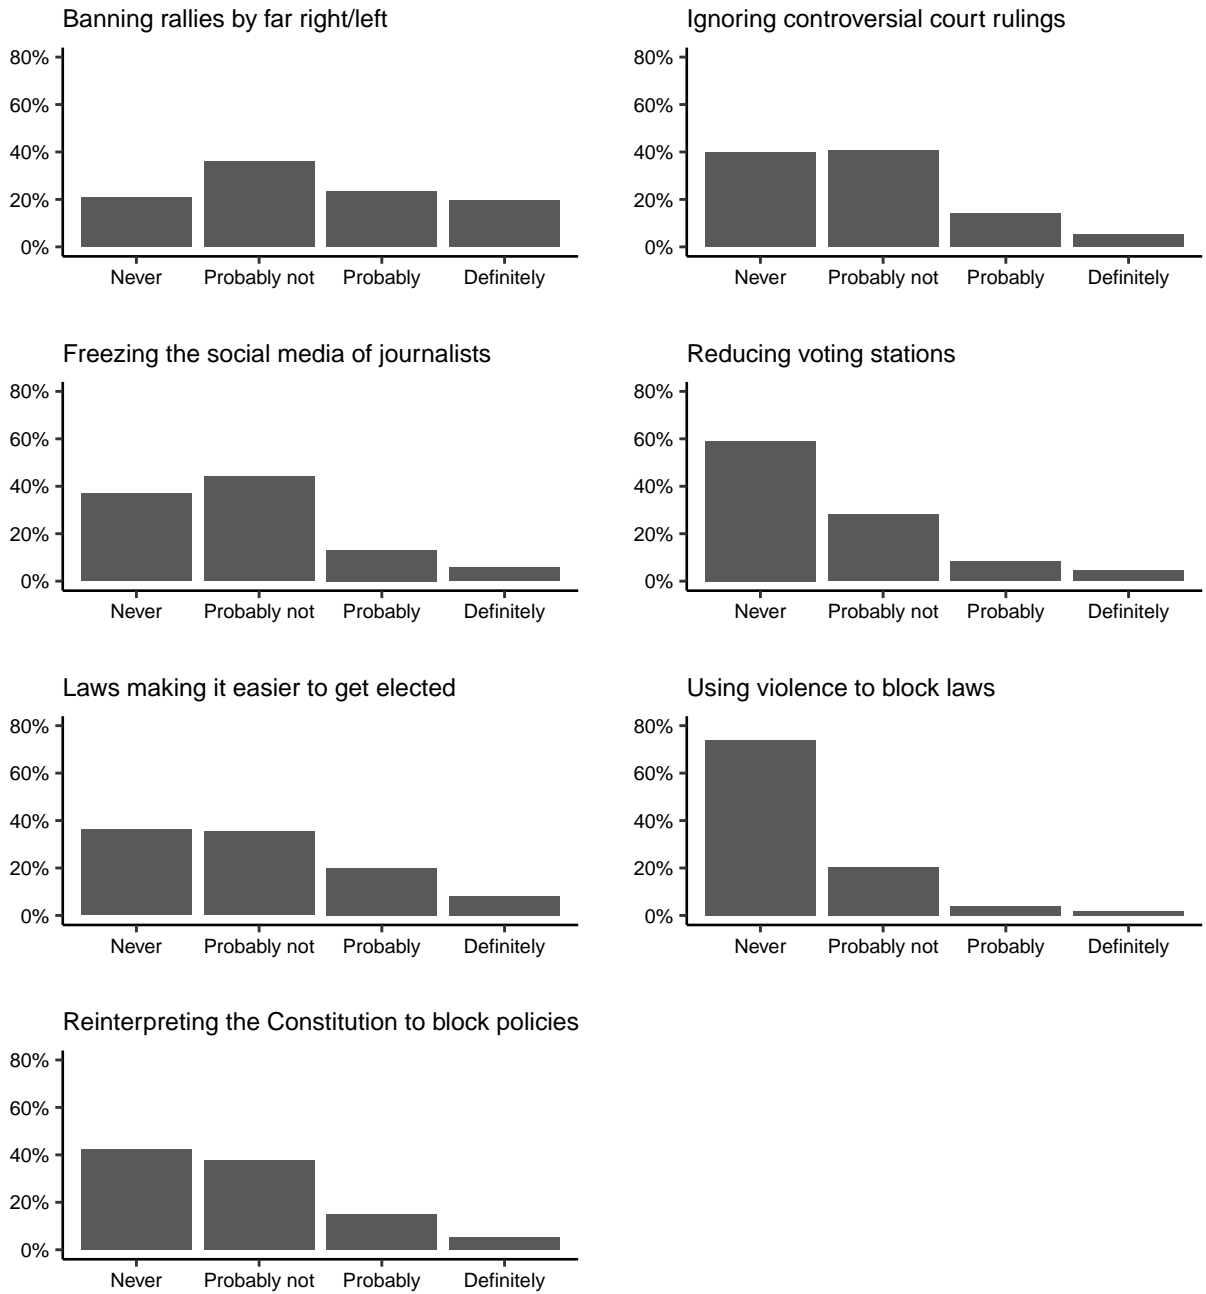 Banning rallies by far right/left
80%
60%
40%
20%
0%
Never Probably not Probably Definitely
Ignoring controversial court rulings
80%
60%
40%
20%
0%
Never Probably not Probably Definitely
Freezing the social media of journalists
80%
60%
40%
20%
0%
Never Probably not Probably Definitely
Reducing voting stations
80%
60%
40%
20%
0%
Never Probably not Probably Definitely
Laws making it easier to get elected
80%
60%
40%
20%
0%
Never Probably not Probably Definitely
Using violence to block laws
80%
60%
40%
20%
0%
Never Probably not Probably Definitely
Reinterpreting the Constitution to block policies
80%
60%
40%
20%
0%
Never Probably not Probably Definitely